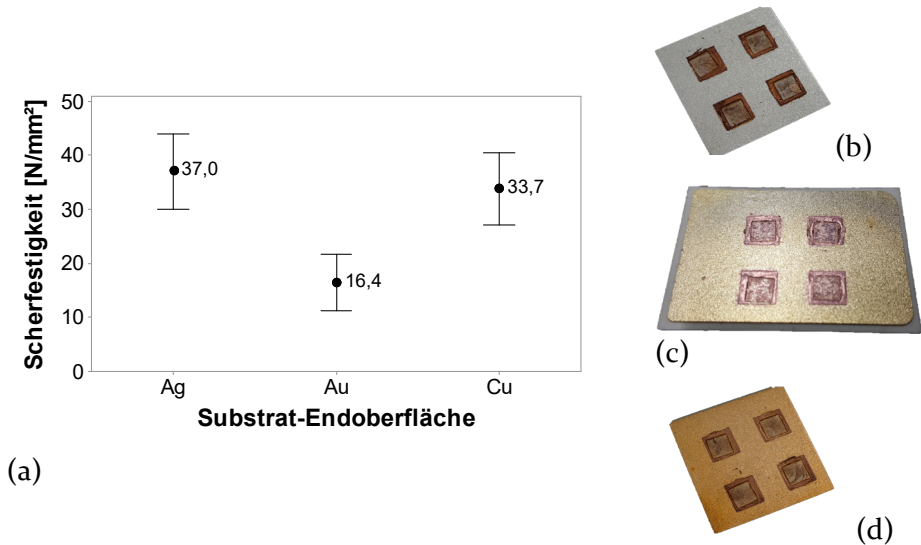 50
40
30
20
10
0
Scherfestigkeit [N/mm²]
37,0
16,4
33,7
Ag
Au
Cu
Substrat-Endoberfläche
(a)
(b)
(c)
(d)